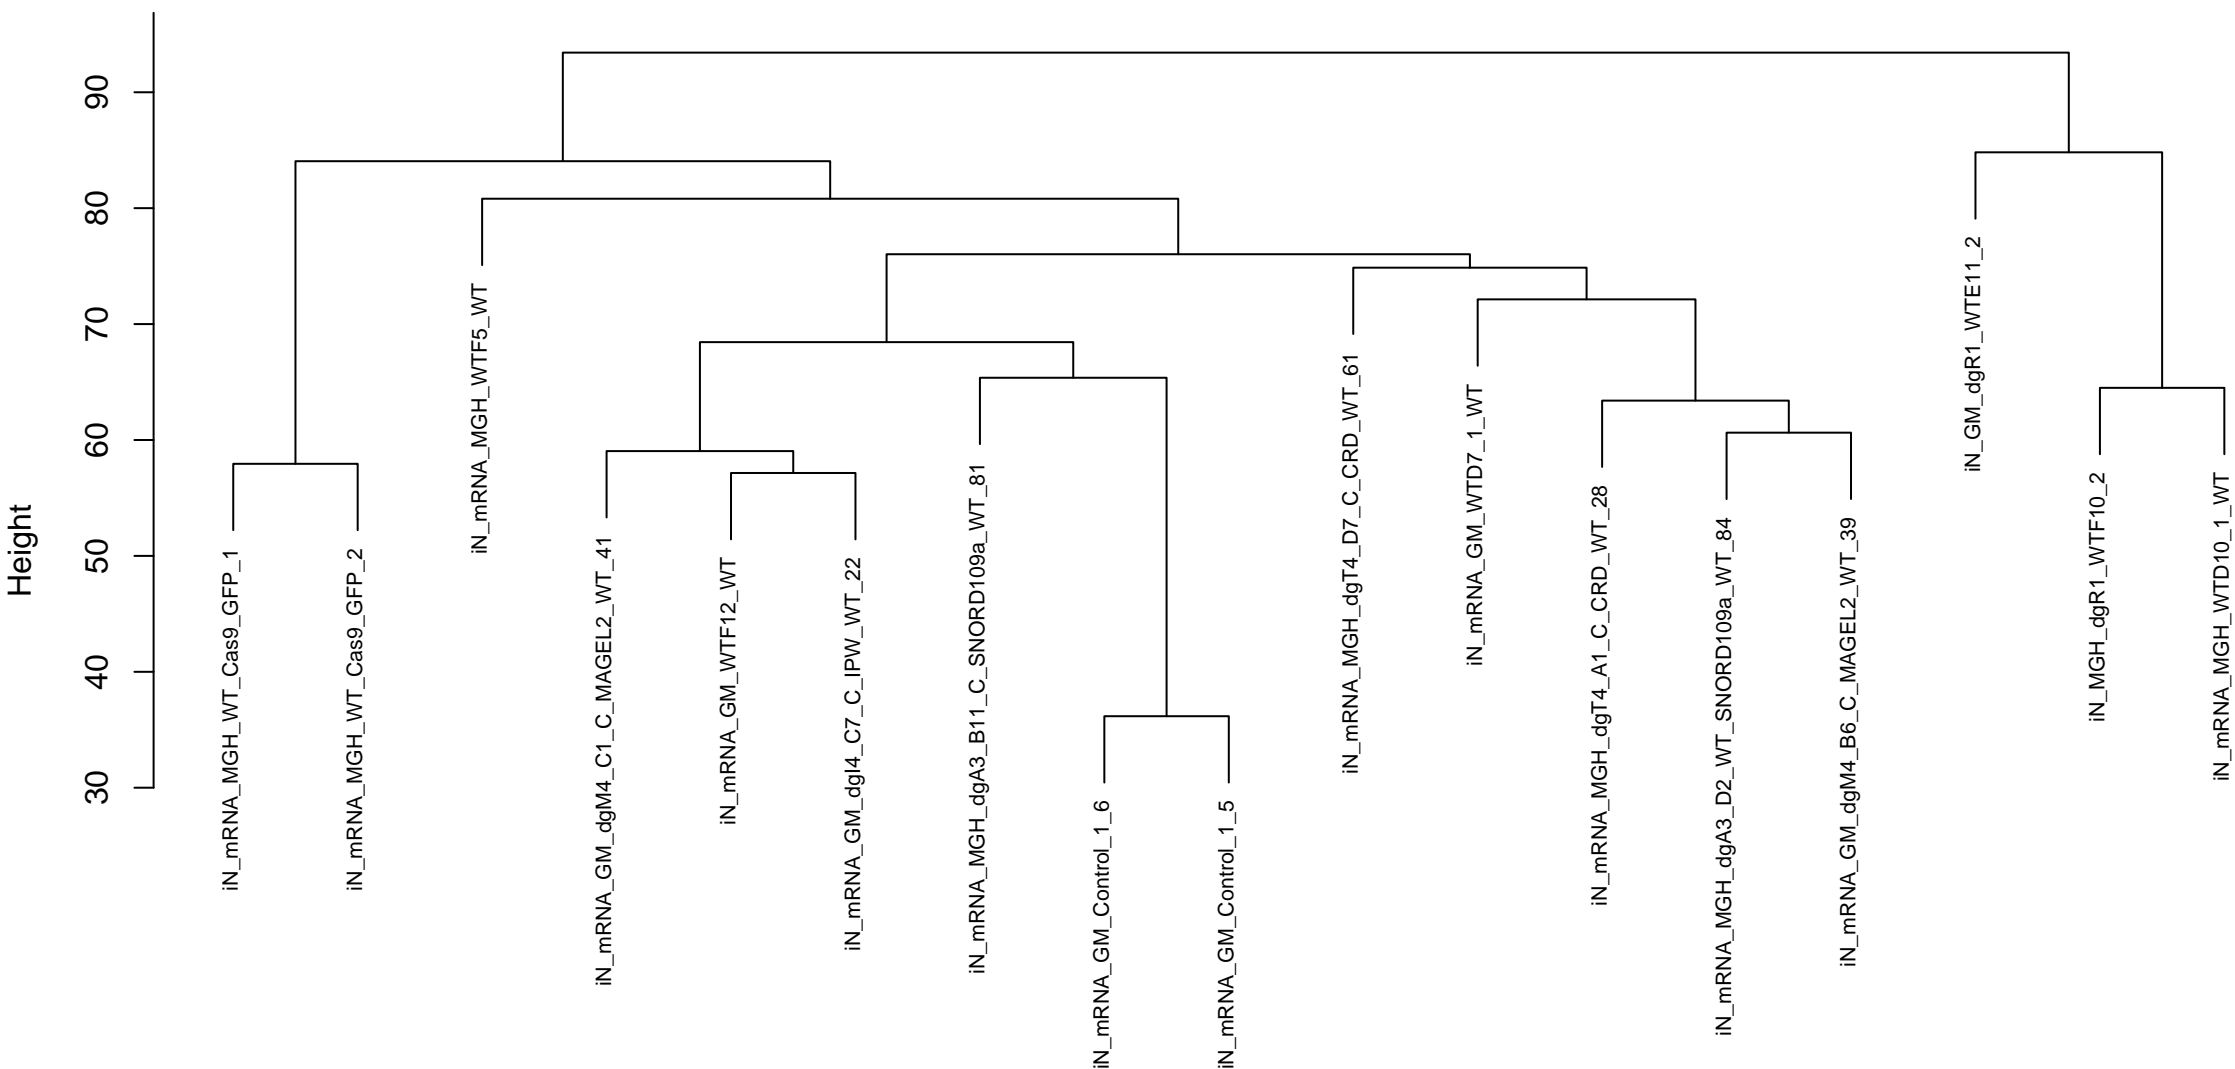 Height
90
80
70
60
50
40
30
iN_mRNA_MGH_WT_Cas9_GFP_1
iN_mRNA_MGH_WT_Cas9_GFP_2
iN_mRNA_MGH_WTF5_WT
iN_mRNA_GM_dgM4_C1_C_MAGEL2_WT_41
iN_mRNA_GM_WTF12_WT
iN_mRNA_GM_dgI4_C7_C_IPW_WT_22
iN_mRNA_MGH_dgA3_B11_C_SNORD109a_WT_81
iN_mRNA_GM_Control_1_6
iN_mRNA_GM_Control_1_5
iN_mRNA_MGH_dgT4_D7_C_CRD_WT_61
iN_mRNA_GM_WTD7_1_WT
iN_mRNA_MGH_dgT4_A1_C_CRD_WT_28
iN_mRNA_MGH_dgA3_D2_WT_SNORD109a_WT_84
iN_mRNA_GM_dgM4_B6_C_MAGEL2_WT_39
iN_GM_dgR1_WTE11_2
iN_MGH_dgR1_WTF10_2
iN_mRNA_MGH_WTD10_1_WT